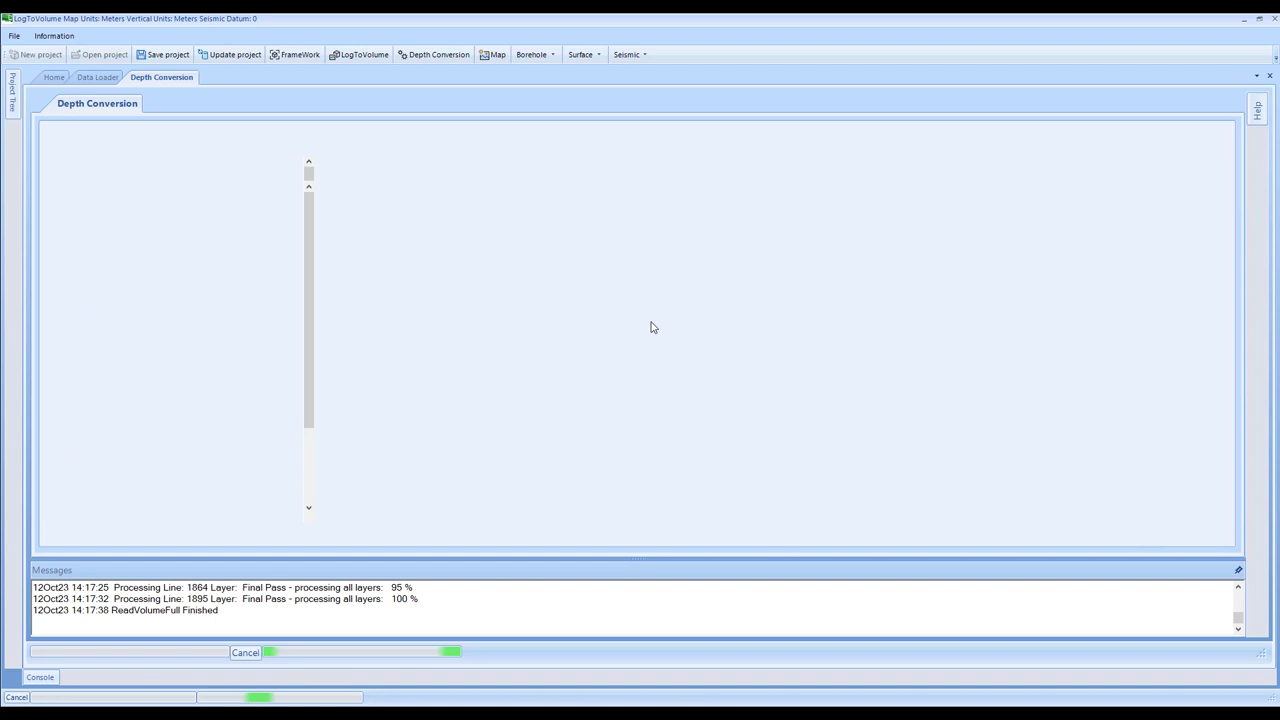 LogToVolume Map Units: Meters Vertical Units: Meters Seismic Datum: 0
File Information
New project Open project Save project Update project FrameWork LogToVolume Depth Conversion Map Borehole Surface Seismic
Project Tree
Home Data Loader Depth Conversion
Depth Conversion
Help
Messages
12Oct23 14:17:25 Processing Line: 1864 Layer: Final Pass - processing all layers: 95 %
12Oct23 14:17:32 Processing Line: 1895 Layer: Final Pass - processing all layers: 100 %
12Oct23 14:17:38 ReadVolumeFull Finished
Cancel
Console
Cancel